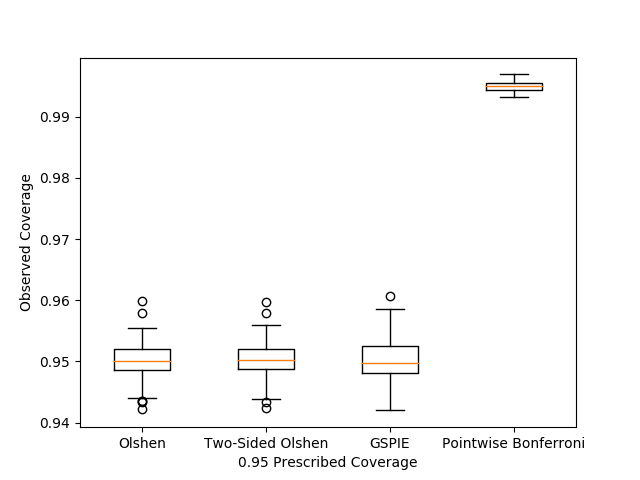 0.99
0.98
0.97
0.96
0.95
0.94
Observed Coverage
Olshen Two-Sided Olshen GSPIE Pointwise Bonferroni
0.95 Prescribed Coverage